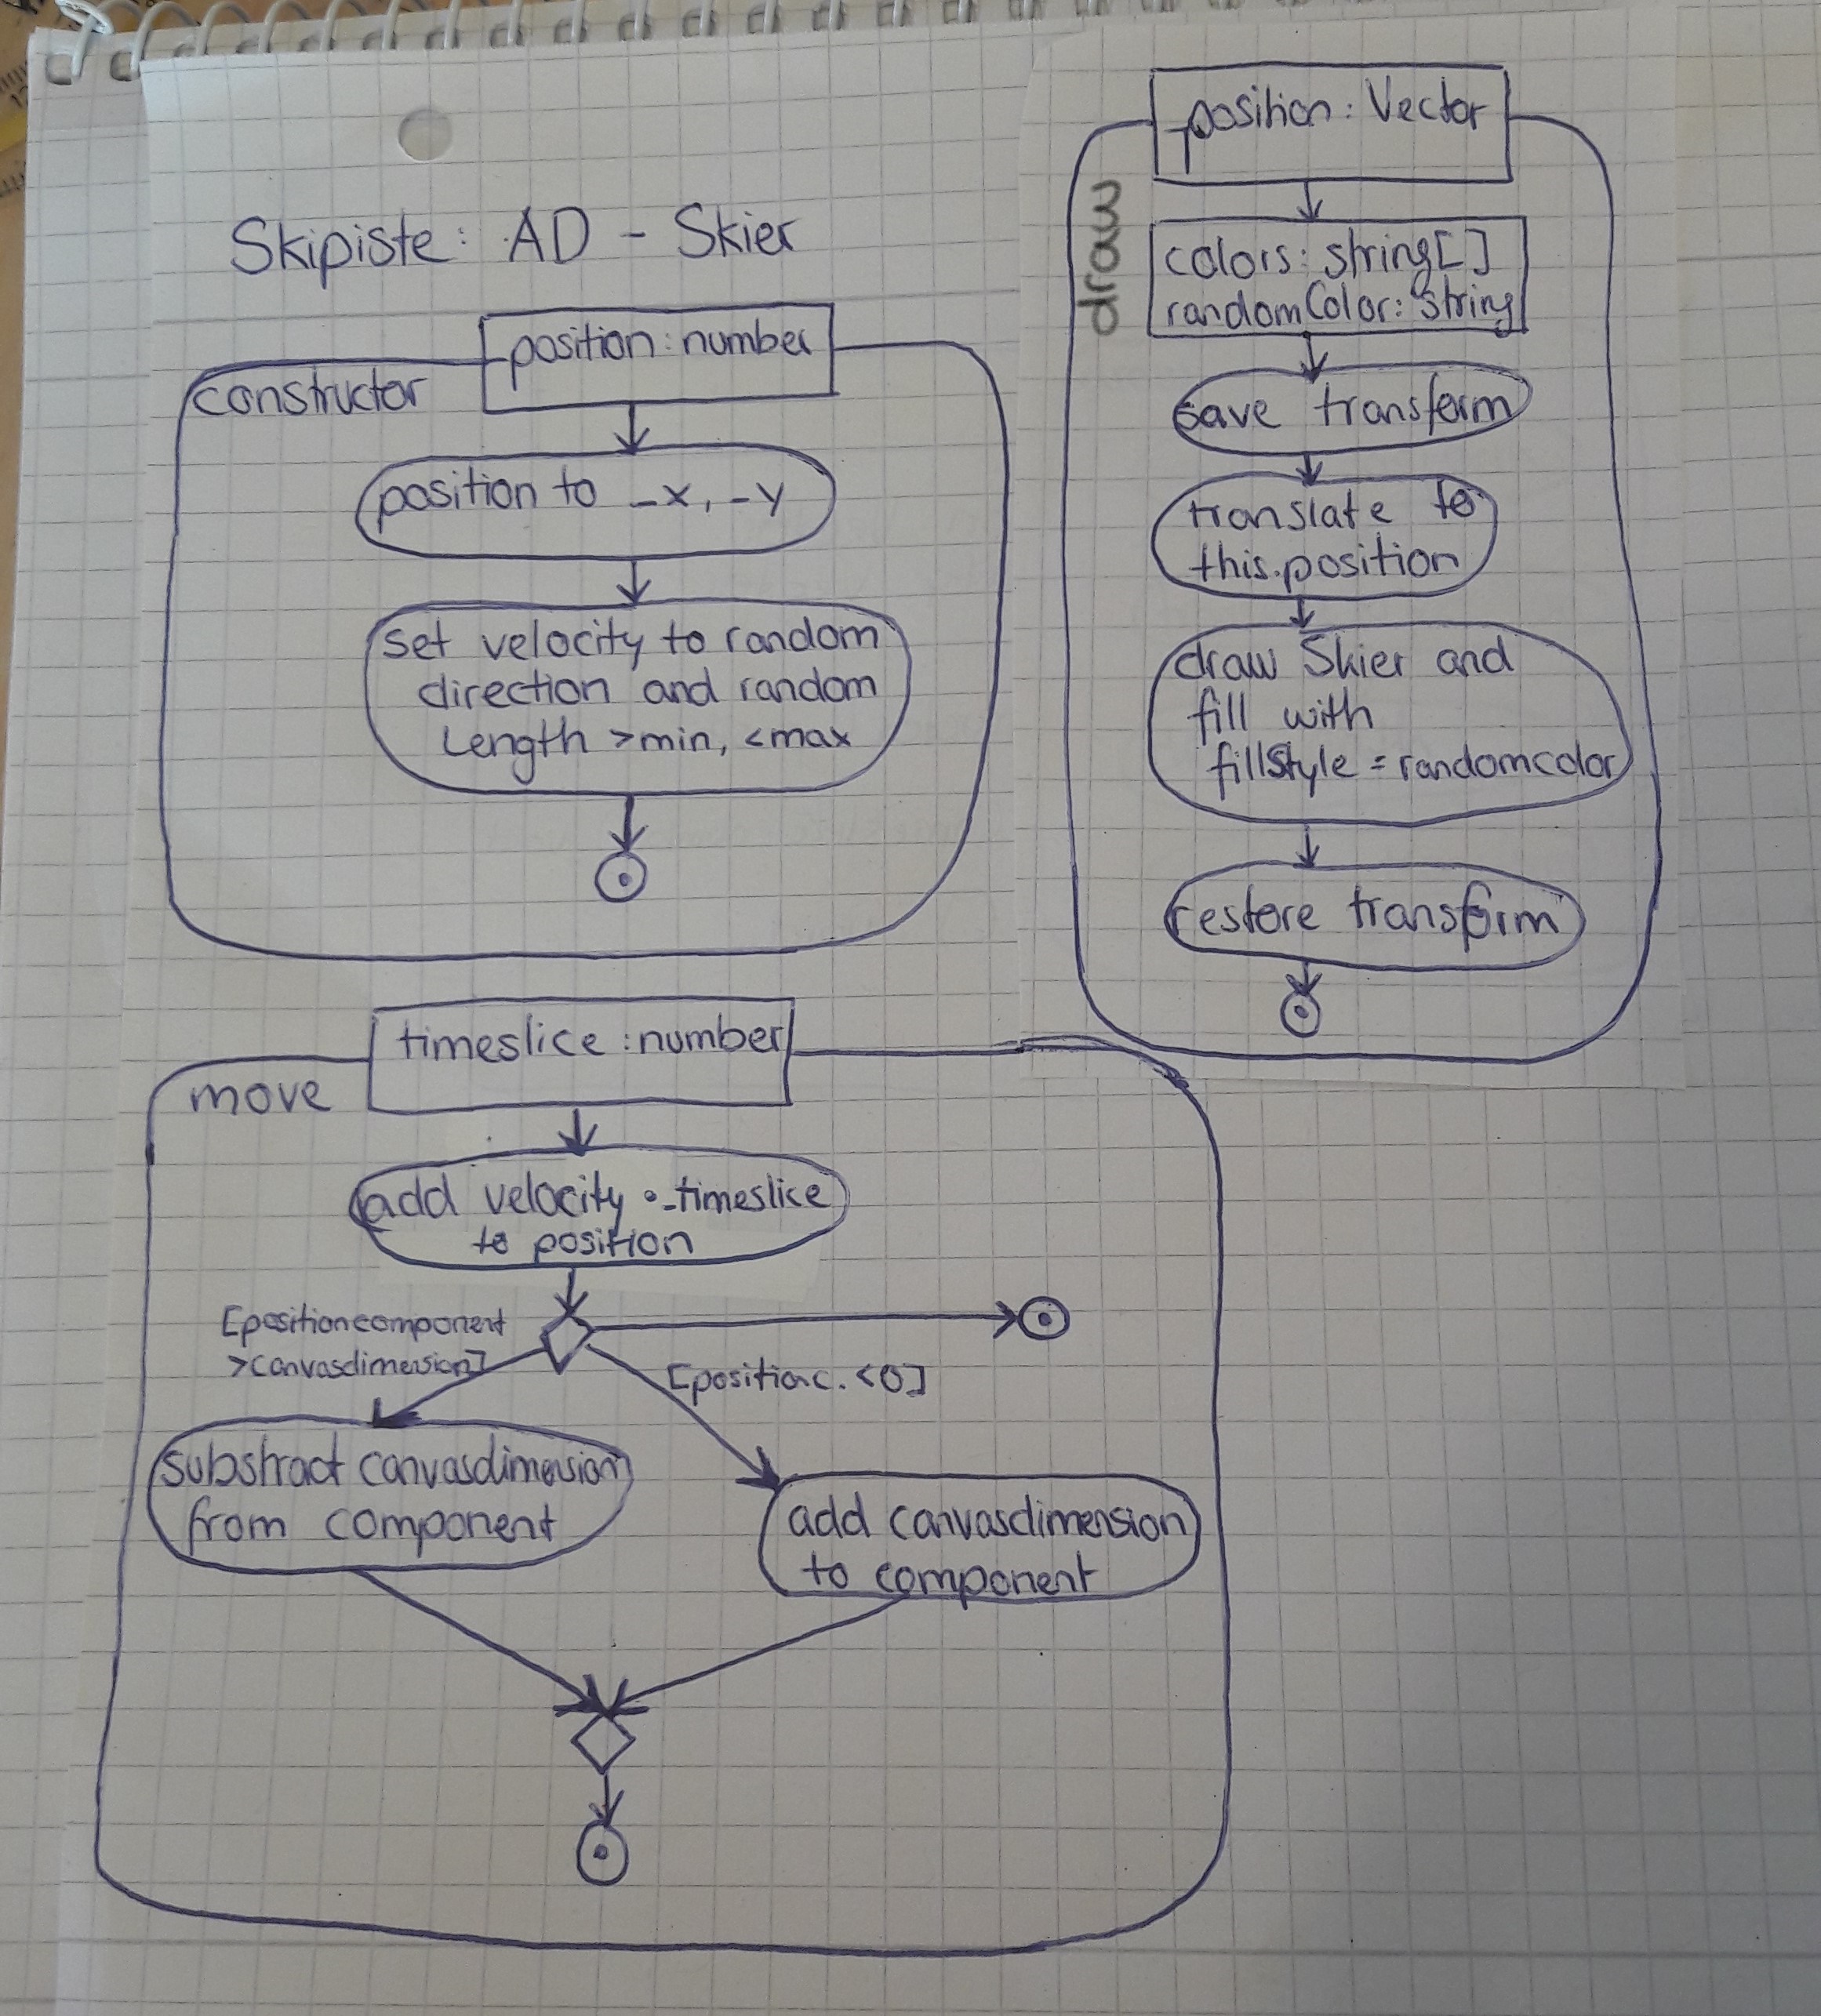 Skipiste: AD - Skier
_position: number
constructor
position to _x, _y
set velocity to random
direction and random
Length >min, <max
_position: Vector
draw
colors: string[]
randomColor: string
save transform
translate to
this.position
draw Skier and
fill with
fillStyle = randomcolor
restore transform
_timeslice: number
move
add velocity • _timeslice
to position
[positioncomponent
>canvasdimension]
[positionc. <0]
substract canvasdimension
from component
add canvasdimension
to component